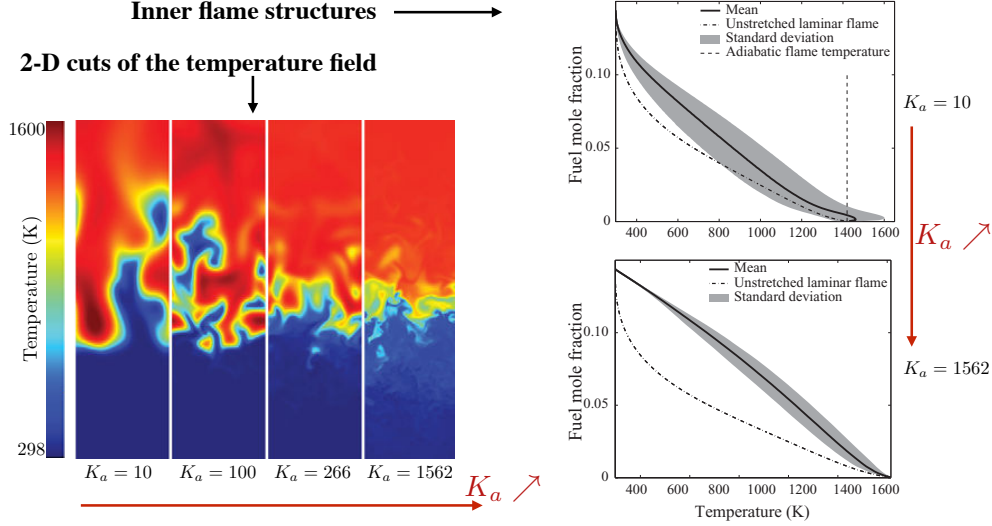 Inner flame structures
2-D cuts of the temperature field
1600
Temperature (K)
298
K_a = 10
K_a = 100
K_a = 266
K_a = 1562
K_a ↗
Mean
Unstretched laminar flame
Standard deviation
Adiabatic flame temperature
Fuel mole fraction
0.10
0.05
0
400 600 800 1000 1200 1400 1600
K_a = 10
K_a ↗
Mean
Unstretched laminar flame
Standard deviation
Fuel mole fraction
0.10
0.05
0
400 600 800 1000 1200 1400 1600
Temperature (K)
K_a = 1562